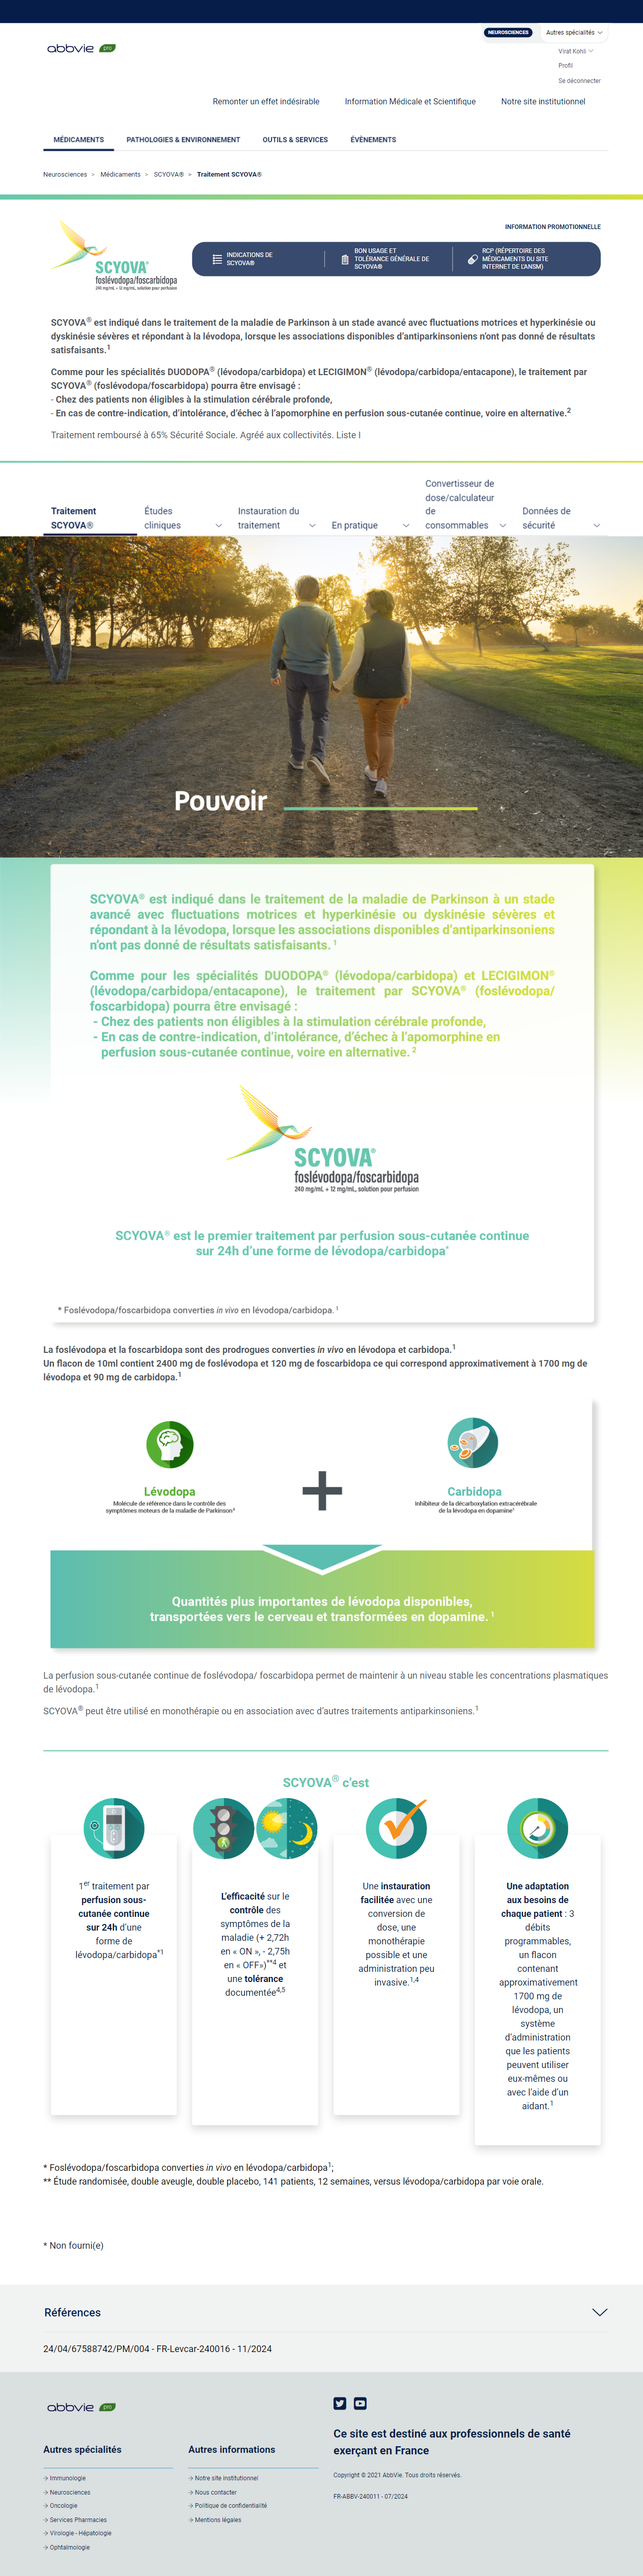 NEUROSCIENCES
Autres spécialités
abbvie pro
Virat Kohli
Profil
Se déconnecter
Remonter un effet indésirable
Information Médicale et Scientifique
Notre site institutionnel
MÉDICAMENTS
PATHOLOGIES & ENVIRONNEMENT
OUTILS & SERVICES
ÉVÈNEMENTS
Neurosciences > Médicaments > SCYOVA® > Traitement SCYOVA®
INFORMATION PROMOTIONNELLE
SCYOVA®
foslévodopa/foscarbidopa
240 mg/mL + 12 mg/mL, solution pour perfusion
INDICATIONS DE
SCYOVA®
BON USAGE ET
TOLÉRANCE GÉNÉRALE DE
SCYOVA®
RCP (RÉPERTOIRE DES
MÉDICAMENTS DU SITE
INTERNET DE L'ANSM)
SCYOVA® est indiqué dans le traitement de la maladie de Parkinson à un stade avancé avec fluctuations motrices et hyperkinésie ou
dyskinésie sévères et répondant à la lévodopa, lorsque les associations disponibles d'antiparkinsoniens n'ont pas donné de résultats
satisfaisants.1
Comme pour les spécialités DUODOPA® (lévodopa/carbidopa) et LECIGIMON® (lévodopa/carbidopa/entacapone), le traitement par
SCYOVA® (foslévodopa/foscarbidopa) pourra être envisagé :
- Chez des patients non éligibles à la stimulation cérébrale profonde,
- En cas de contre-indication, d'intolérance, d'échec à l'apomorphine en perfusion sous-cutanée continue, voire en alternative.2
Traitement remboursé à 65% Sécurité Sociale. Agréé aux collectivités. Liste I
Traitement
SCYOVA®
Études
cliniques
Instauration du
traitement
En pratique
Convertisseur de
dose/calculateur
de
consommables
Données de
sécurité
Pouvoir
SCYOVA® est indiqué dans le traitement de la maladie de Parkinson à un stade
avancé avec fluctuations motrices et hyperkinésie ou dyskinésie sévères et
répondant à la lévodopa, lorsque les associations disponibles d'antiparkinsoniens
n'ont pas donné de résultats satisfaisants. 1
Comme pour les spécialités DUODOPA® (lévodopa/carbidopa) et LECIGIMON®
(lévodopa/carbidopa/entacapone), le traitement par SCYOVA® (foslévodopa/
foscarbidopa) pourra être envisagé :
- Chez des patients non éligibles à la stimulation cérébrale profonde,
- En cas de contre-indication, d'intolérance, d'échec à l'apomorphine en
perfusion sous-cutanée continue, voire en alternative. 2
SCYOVA®
foslévodopa/foscarbidopa
240 mg/mL + 12 mg/mL, solution pour perfusion
SCYOVA® est le premier traitement par perfusion sous-cutanée continue
sur 24h d'une forme de lévodopa/carbidopa*
* Foslévodopa/foscarbidopa converties in vivo en lévodopa/carbidopa. 1
La foslévodopa et la foscarbidopa sont des prodrogues converties in vivo en lévodopa et carbidopa.1
Un flacon de 10ml contient 2400 mg de foslévodopa et 120 mg de foscarbidopa ce qui correspond approximativement à 1700 mg de
lévodopa et 90 mg de carbidopa.1
Lévodopa
Molécule de référence dans le contrôle des
symptômes moteurs de la maladie de Parkinson3
Carbidopa
Inhibiteur de la décarboxylation extracérébrale
de la lévodopa en dopamine1
Quantités plus importantes de lévodopa disponibles,
transportées vers le cerveau et transformées en dopamine. 1
La perfusion sous-cutanée continue de foslévodopa/ foscarbidopa permet de maintenir à un niveau stable les concentrations plasmatiques
de lévodopa.1
SCYOVA® peut être utilisé en monothérapie ou en association avec d'autres traitements antiparkinsoniens.1
SCYOVA® c'est
1er traitement par
perfusion sous-
cutanée continue
sur 24h d'une
forme de
lévodopa/carbidopa*1
L'efficacité sur le
contrôle des
symptômes de la
maladie (+ 2,72h
en « ON », - 2,75h
en « OFF»)**4 et
une tolérance
documentée4,5
Une instauration
facilitée avec une
conversion de
dose, une
monothérapie
possible et une
administration peu
invasive.1,4
Une adaptation
aux besoins de
chaque patient : 3
débits
programmables,
un flacon
contenant
approximativement
1700 mg de
lévodopa, un
système
d'administration
que les patients
peuvent utiliser
eux-mêmes ou
avec l'aide d'un
aidant.1
* Foslévodopa/foscarbidopa converties in vivo en lévodopa/carbidopa1;
** Étude randomisée, double aveugle, double placebo, 141 patients, 12 semaines, versus lévodopa/carbidopa par voie orale.
* Non fourni(e)
Références
24/04/67588742/PM/004 - FR-Levcar-240016 - 11/2024
abbvie pro
Autres spécialités
Immunologie
Neurosciences
Oncologie
Services Pharmacies
Virologie - Hépatologie
Ophtalmologie
Autres informations
Notre site institutionnel
Nous contacter
Politique de confidentialité
Mentions légales
Ce site est destiné aux professionnels de santé
exerçant en France
Copyright © 2021 AbbVie. Tous droits réservés.
FR-ABBV-240011 - 07/2024